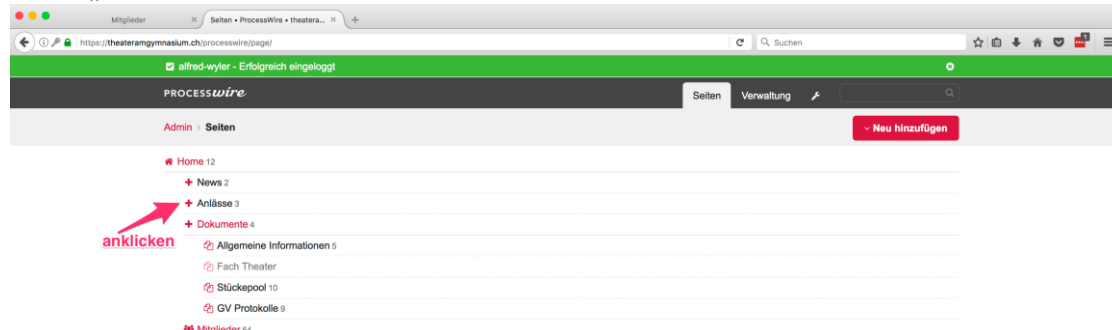 Mitglieder × Seiten • ProcessWire • theatera... × +
https://theateramgymnasium.ch/processwire/page/ Suchen 1
alfred-wyler - Erfolgreich eingeloggt
PROCESSwire Seiten Verwaltung
Admin > Seiten Neu hinzufügen
Home 12
News 2
Anlässe 3
Dokumente 4
anklicken
Allgemeine Informationen 5
Fach Theater
Stückepool 10
GV Protokolle 9
Mitglieder 64